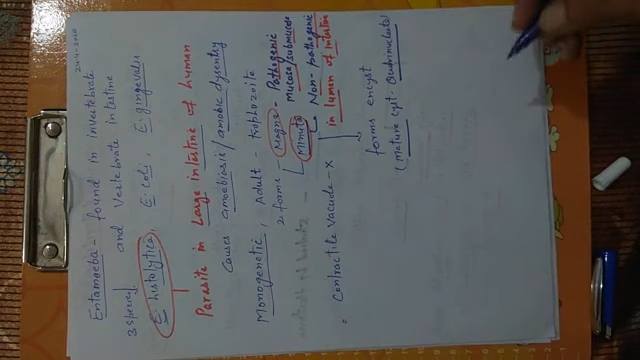 24-4-2020
Entamoeba - found in invertebrate
and Vertebrate intestine
3 species
E. histolytica, E. coli, E. gingivalis
Parasite in Large intestine of human
Causes amoebiasis/amobic dysentry
Monogenetic, Adult - trophozoite
2 forms - Magna - Pathogenic
mucosa/submucosa
Minuta - Non-pathogenic
in lumen of intestine
forms encyst
(mature cyst - Quadrinucleate)
Contractile Vacuole - X